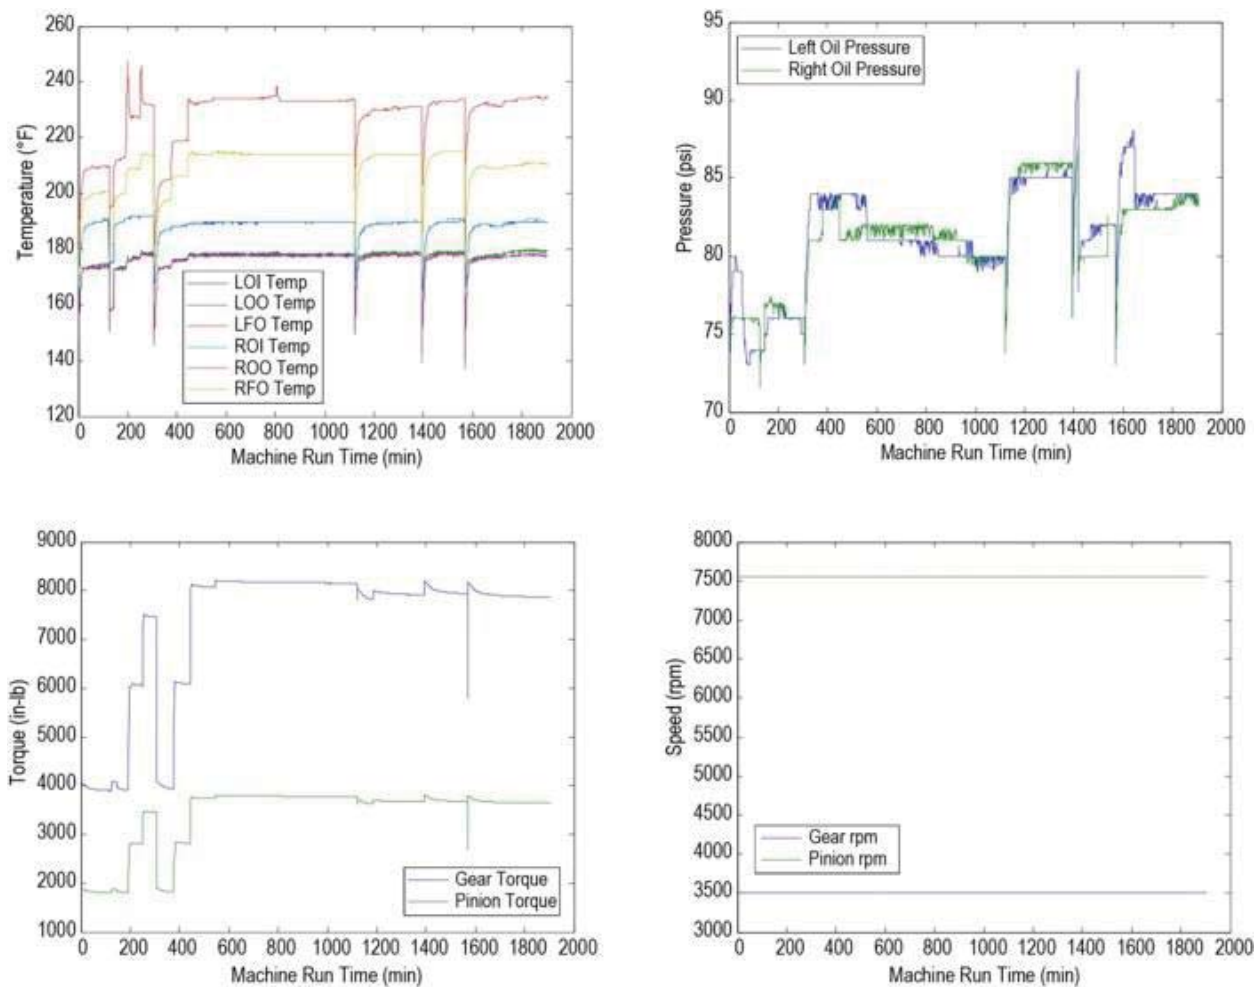 260
240
220
200
180
160
140
120
Temperature (°F)
LOI Temp
LOO Temp
LFO Temp
ROI Temp
ROO Temp
RFO Temp
0 200 400 600 800 1000 1200 1400 1600 1800 2000
Machine Run Time (min)
95
90
85
80
75
70
Pressure (psi)
Left Oil Pressure
Right Oil Pressure
0 200 400 600 800 1000 1200 1400 1600 1800 2000
Machine Run Time (min)
9000
8000
7000
6000
5000
4000
3000
2000
1000
Torque (in-lb)
Gear Torque
Pinion Torque
0 200 400 600 800 1000 1200 1400 1600 1800 2000
Machine Run Time (min)
8000
7500
7000
6500
6000
5500
5000
4500
4000
3500
3000
Speed (rpm)
Gear rpm
Pinion rpm
0 200 400 600 800 1000 1200 1400 1600 1800 2000
Machine Run Time (min)